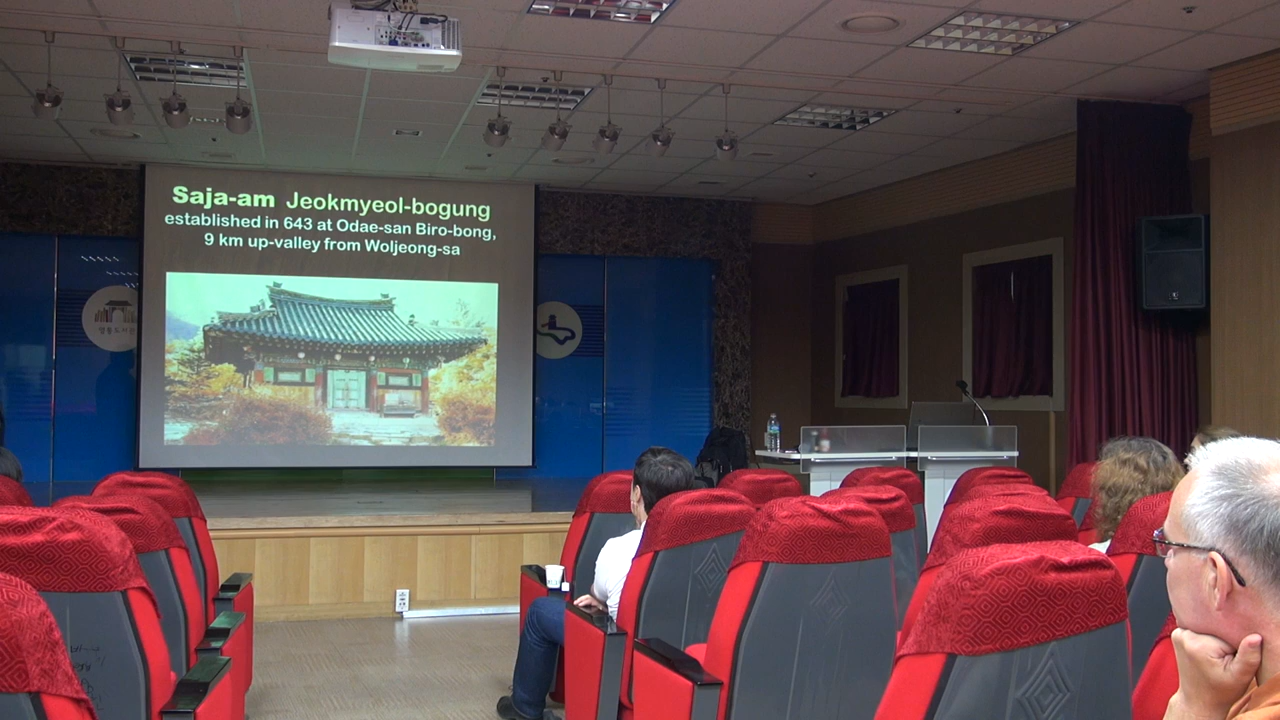 Saja-am Jeokmyeol-bogung
established in 643 at Odae-san Biro-bong,
9 km up-valley from Woljeong-sa